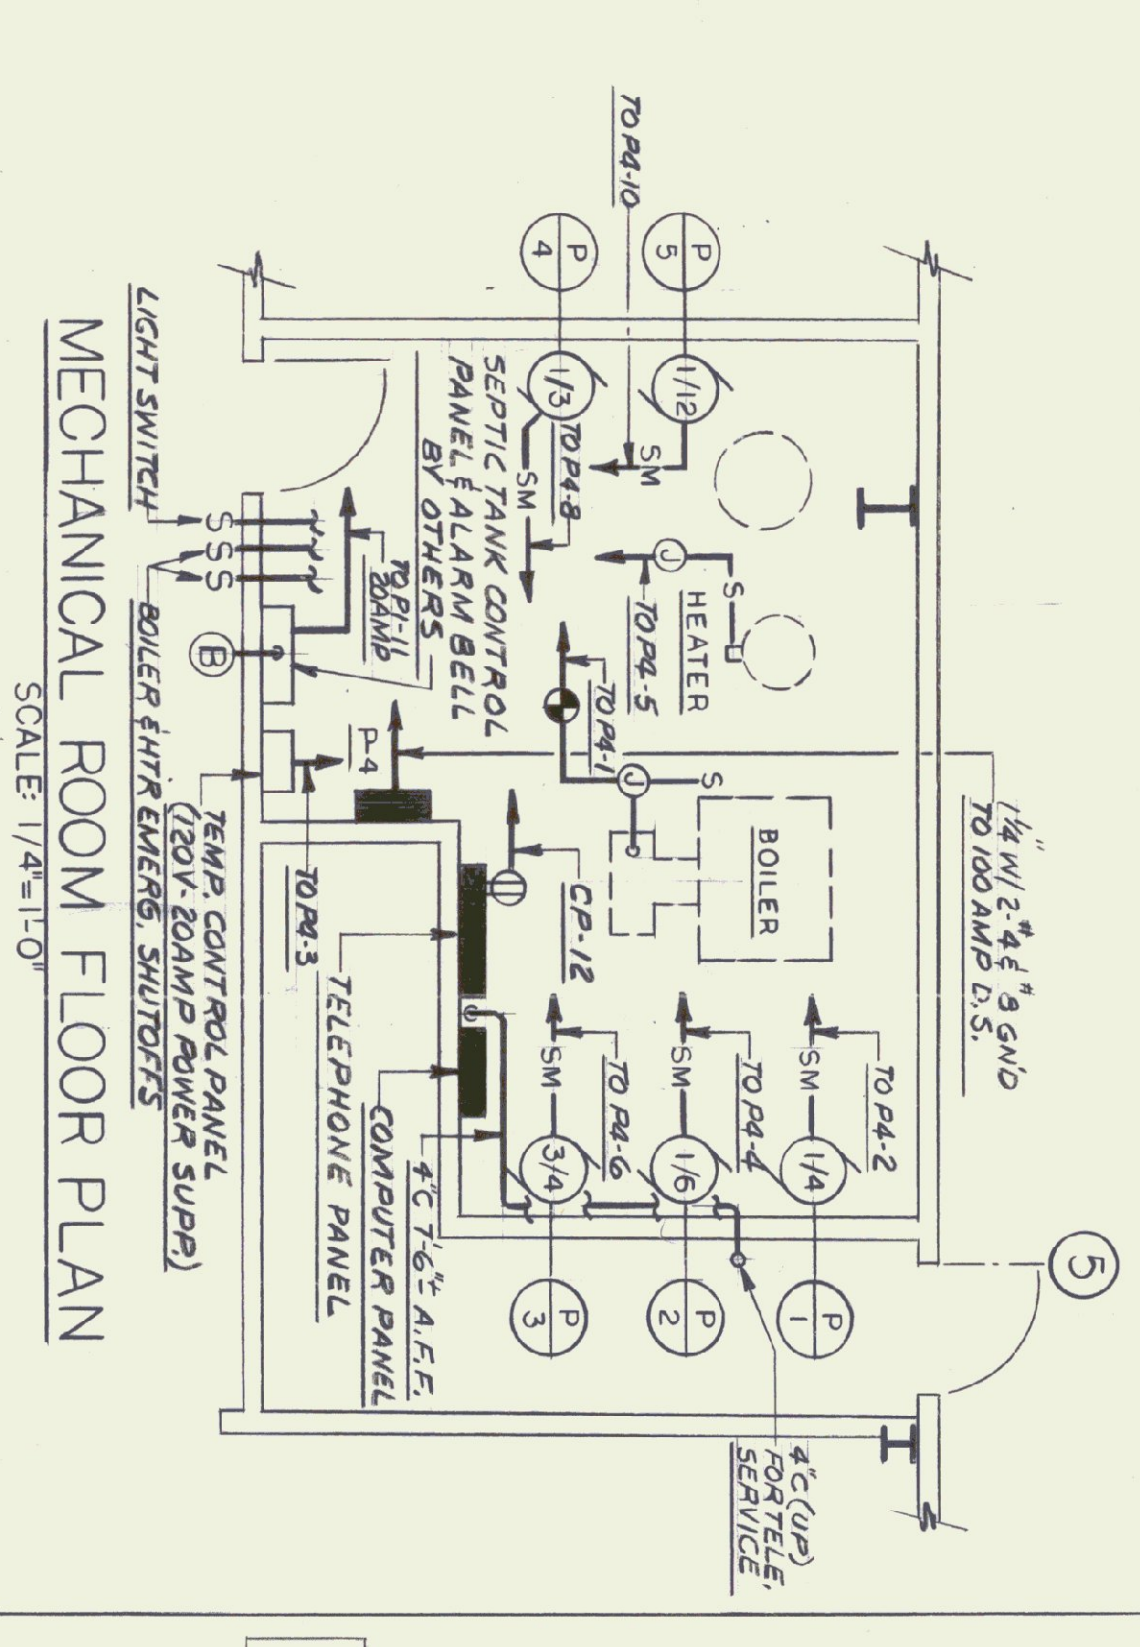 5
1¼" W/ 2-#4 & #8 GND
TO 100 AMP D.S.
4"C (UP)
FOR TELE.
SERVICE
TO P4-10
P
5
1/12
SM
P
4
1/3
SM
TO P4-8
S
J
HEATER
TO P4-5
S
J
TO P4-1
BOILER
TO P4-2
SM
1/4
P
1
TO P4-4
SM
1/6
P
2
TO P4-6
SM
3/4
P
3
CP-12
SEPTIC TANK CONTROL
PANEL & ALARM BELL
BY OTHERS
TO P1-11
20AMP
P-4
4"C 7'-6"± A.F.F.
COMPUTER PANEL
TELEPHONE PANEL
TO P4-3
S S S
B
TEMP. CONTROL PANEL
(120V-20AMP POWER SUPP.)
LIGHT SWITCH
BOILER & HTR EMERG. SHUTOFFS
MECHANICAL ROOM FLOOR PLAN
SCALE: 1/4"=1'-0"